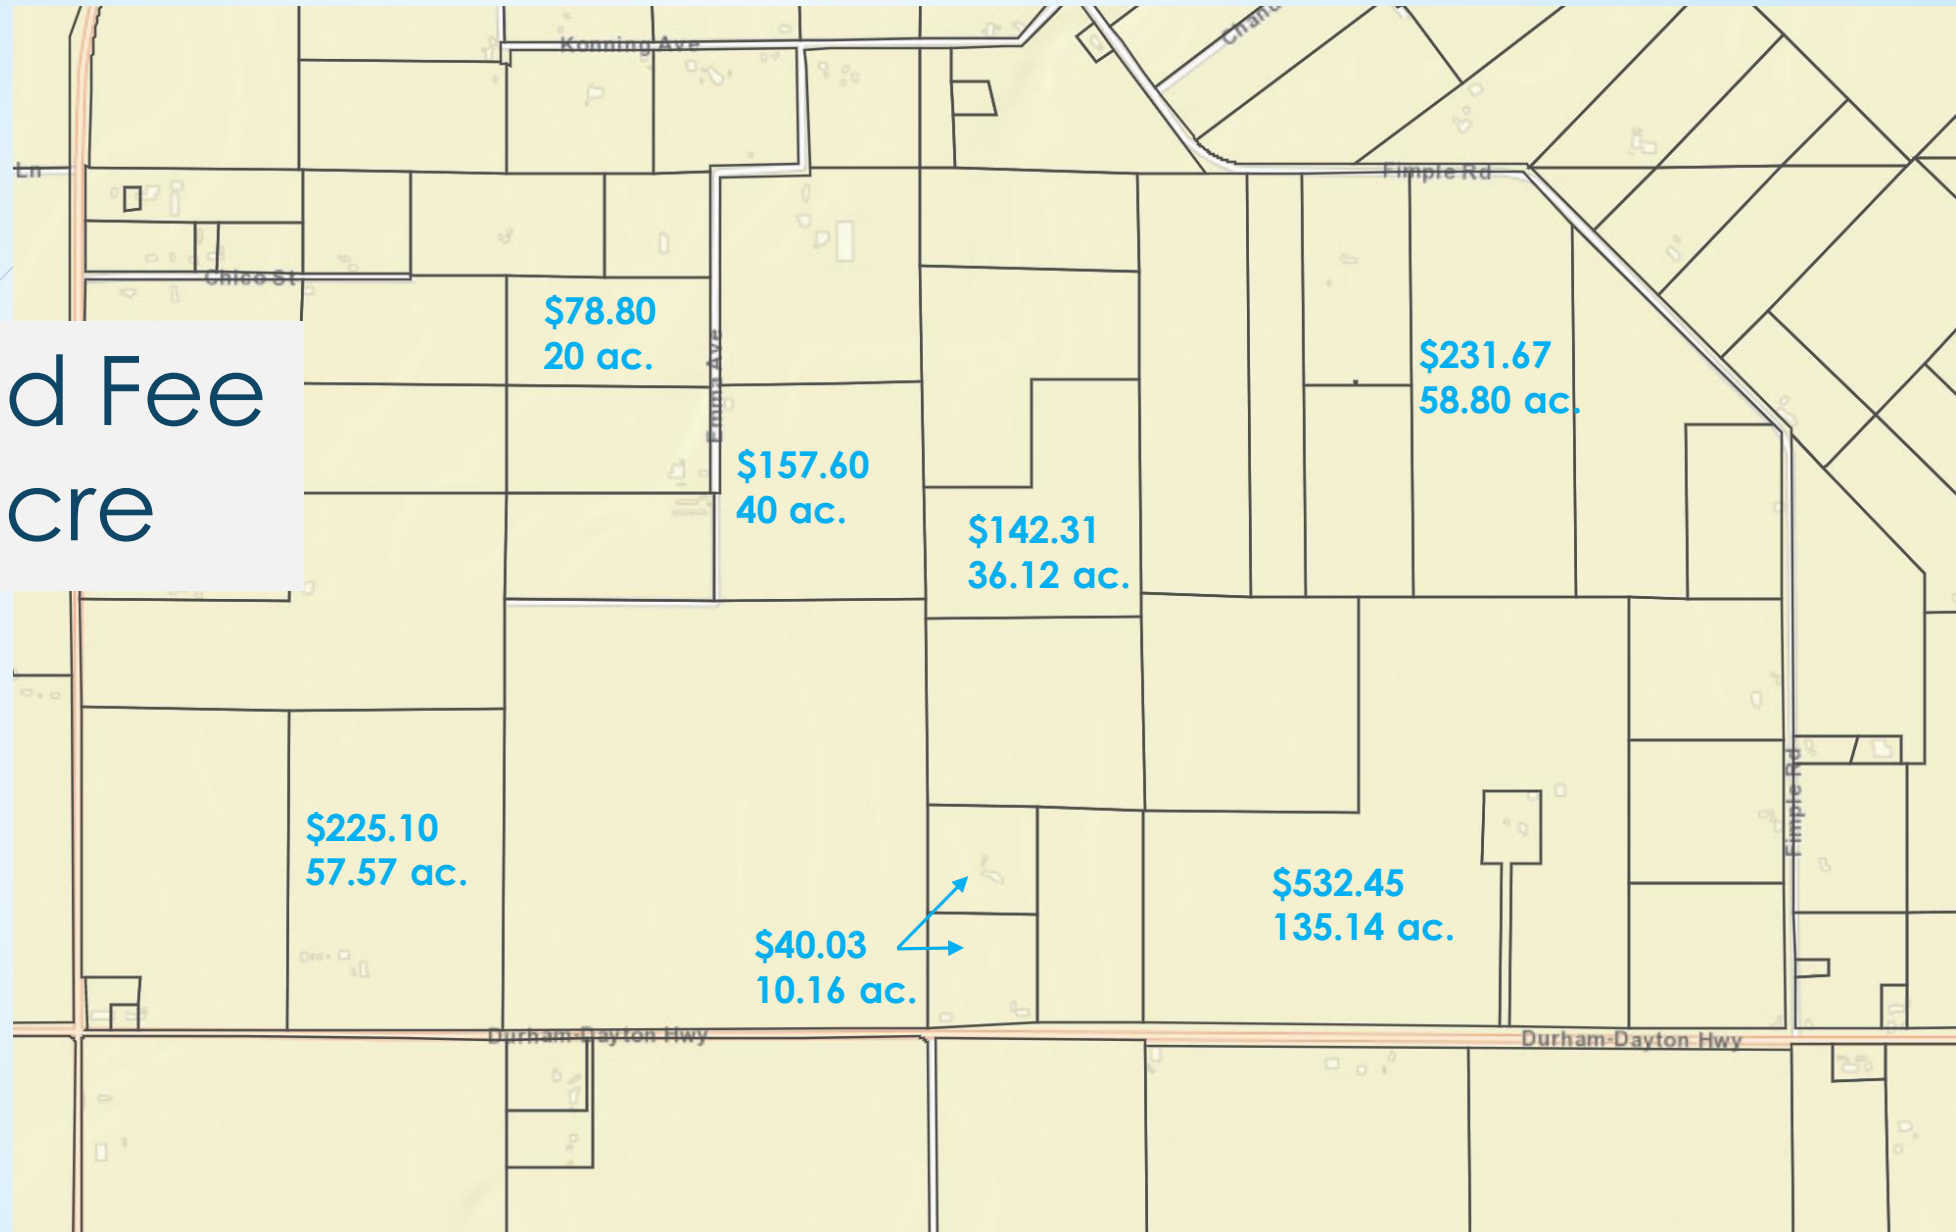 Konning Ave
Ln
Fimple Rd
Chico St
$78.80
20 ac.
Emma Ave
d Fee
cre
$231.67
58.80 ac.
$157.60
40 ac.
$142.31
36.12 ac.
$225.10
57.57 ac.
Fimple Rd
$532.45
135.14 ac.
$40.03
10.16 ac.
Durham-Dayton Hwy
Durham-Dayton Hwy